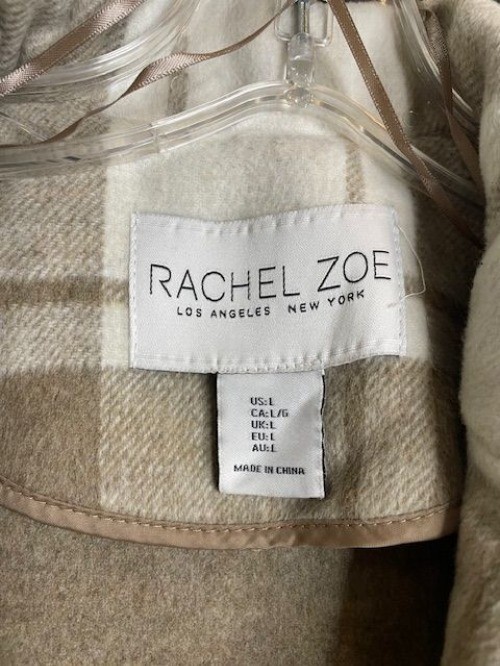 RACHEL ZOE
LOS ANGELES NEW YORK
US:L
CA:L/G
UK:L
EU:L
AU:L
MADE IN CHINA